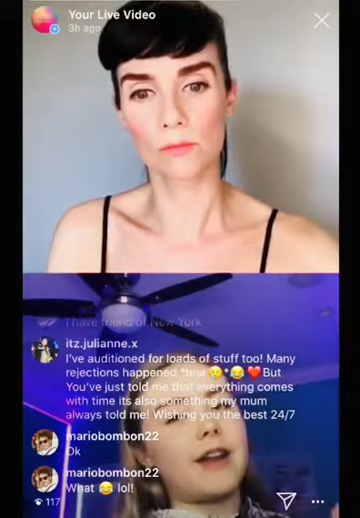 Your Live Video
3h ago
I have friend of New York
itz.julianne.x
I've auditioned for loads of stuff too! Many
rejections happened *tear😢*😂❤️But
You've just told me that everything comes
with time its also something my mum
always told me! Wishing you the best 24/7
mariobombon22
Ok
mariobombon22
What 😂 lol!
117